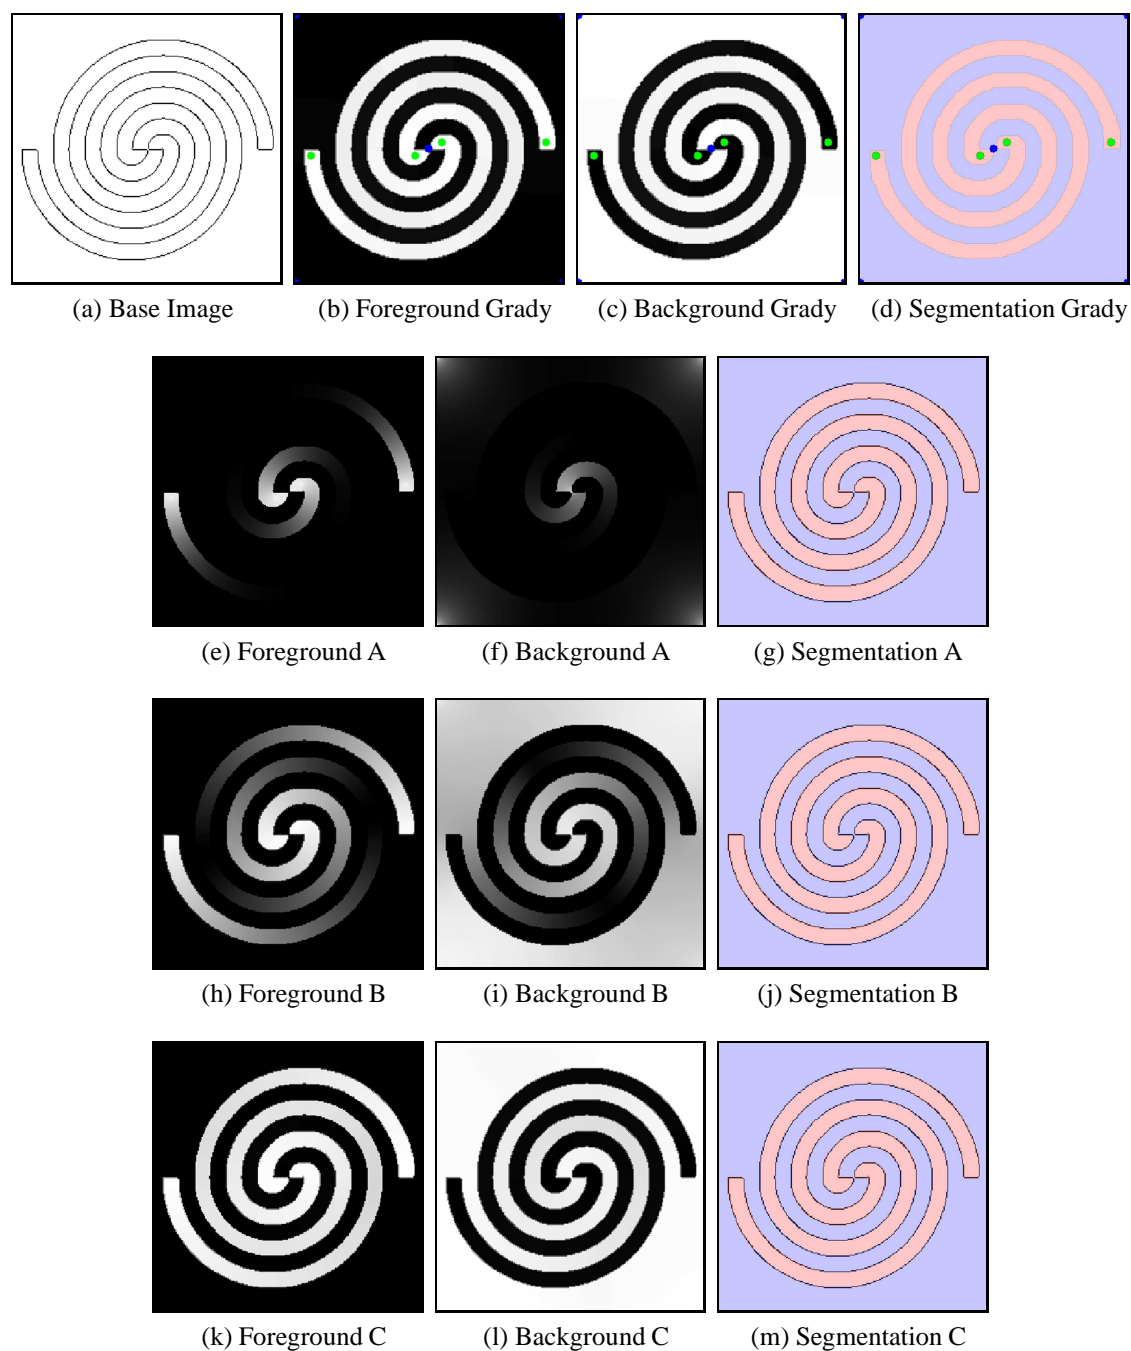 (a) Base Image
(b) Foreground Grady
(c) Background Grady
(d) Segmentation Grady
(e) Foreground A
(f) Background A
(g) Segmentation A
(h) Foreground B
(i) Background B
(j) Segmentation B
(k) Foreground C
(l) Background C
(m) Segmentation C